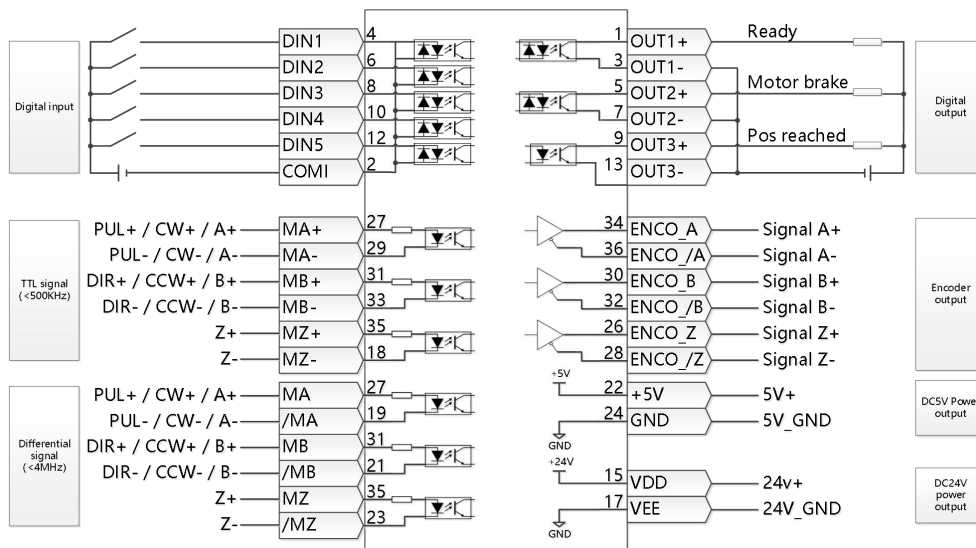 Digital input
DIN1 4
DIN2 6
DIN3 8
DIN4 10
DIN5 12
COMI 2
1 OUT1+ Ready
3 OUT1-
5 OUT2+ Motor brake
7 OUT2-
9 OUT3+ Pos reached
13 OUT3-
Digital
output
TTL signal
(<500KHz)
PUL+ / CW+ / A+ MA+ 27
PUL- / CW- / A- MA- 29
DIR+ / CCW+ / B+ MB+ 31
DIR- / CCW- / B- MB- 33
Z+ MZ+ 35
Z- MZ- 18
34 ENCO_A Signal A+
36 ENCO_/A Signal A-
30 ENCO_B Signal B+
32 ENCO_/B Signal B-
26 ENCO_Z Signal Z+
28 ENCO_/Z Signal Z-
Encoder
output
Differential
signal
(<4MHz)
PUL+ / CW+ / A+ MA 27
PUL- / CW- / A- /MA 19
DIR+ / CCW+ / B+ MB 31
DIR- / CCW- / B- /MB 21
Z+ MZ 35
Z- /MZ 23
+5V 22 +5V 5V+
GND 24 GND 5V_GND
DC5V Power
output
+24V 15 VDD 24v+
GND 17 VEE 24V_GND
DC24V
power
output